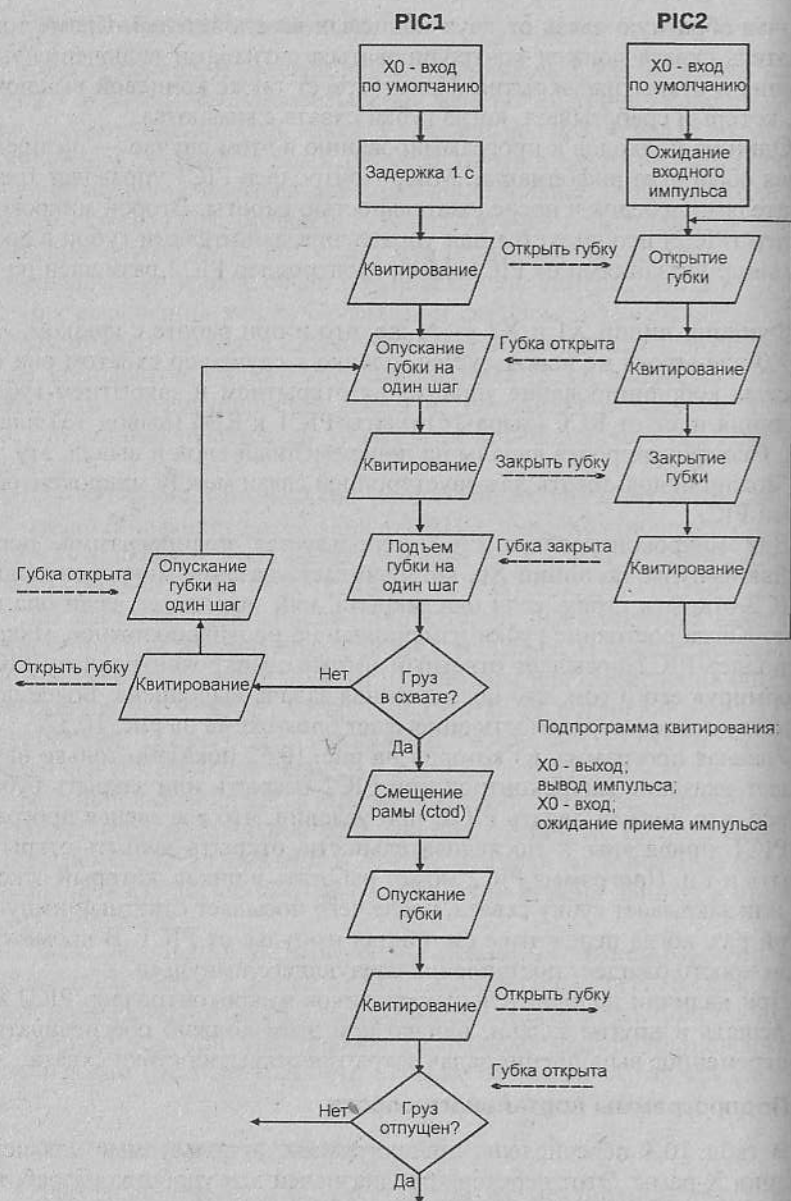 PIC1
PIC2
X0 - вход
по умолчанию
X0 - вход
по умолчанию
Задержка 1 с
Ожидание
входного
импульса
Квитирование
Открыть губку
Открытие
губки
Опускание
губки на
один шаг
Губка открыта
Квитирование
Квитирование
Закрыть губку
Закрытие
губки
Губка открыта
Опускание
губки на
один шаг
Подъем
губки на
один шаг
Губка закрыта
Квитирование
Открыть губку
Квитирование
Нет
Груз
в схвате?
Да
Подпрограмма квитирования:
X0 - выход;
вывод импульса;
X0 - вход;
ожидание приема импульса
Смещение
рамы (ctod)
Опускание
губки
Квитирование
Открыть губку
Губка открыта
Нет
Груз
отпущен?
Да